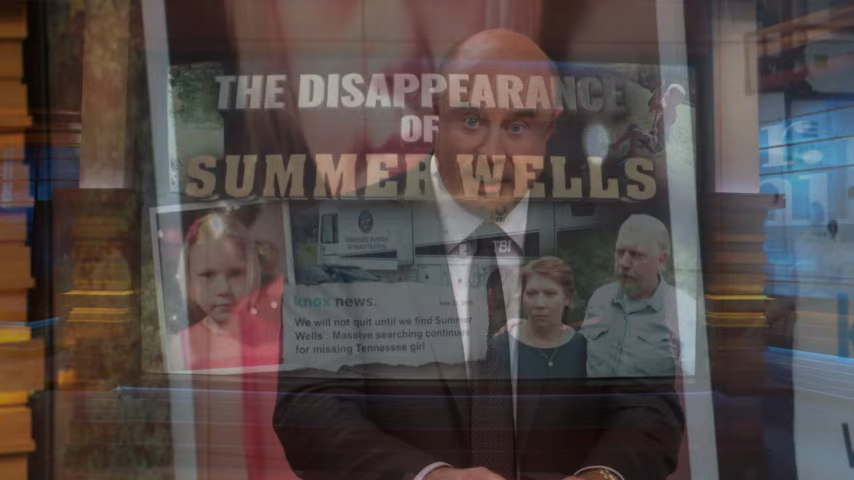 THE DISAPPEARANCE
OF
SUMMER WELLS
TBI
knox news.
We will not quit until we find Summer
Wells': Massive searching continues
for missing Tennessee girl